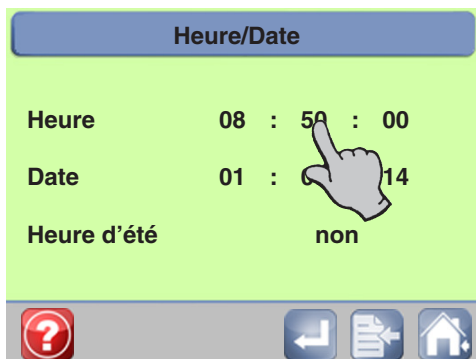 Heure/Date
Heure 08 : 50 : 00
Date 01 : 14
Heure d'été non
?